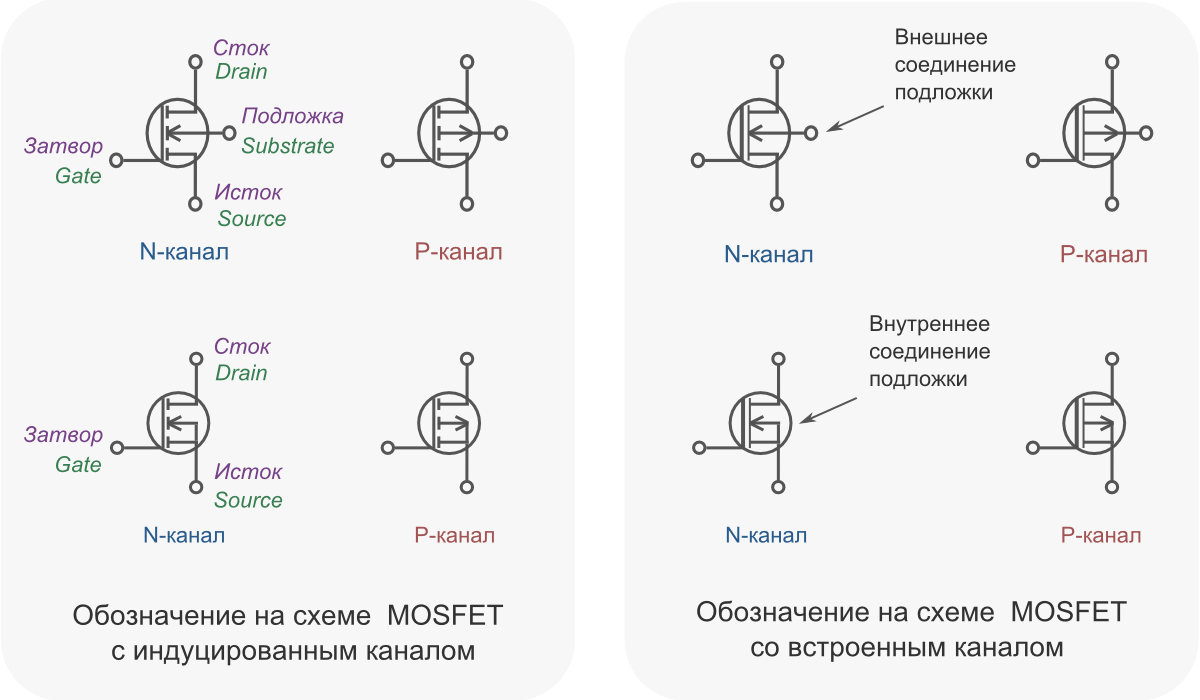 Сток
Drain
Подложка
Substrate
Затвор
Gate
Исток
Source
N-канал
P-канал
Сток
Drain
Затвор
Gate
Исток
Source
N-канал
P-канал
Обозначение на схеме MOSFET
с индуцированным каналом
Внешнее
соединение
подложки
N-канал
P-канал
Внутреннее
соединение
подложки
N-канал
P-канал
Обозначение на схеме MOSFET
со встроенным каналом